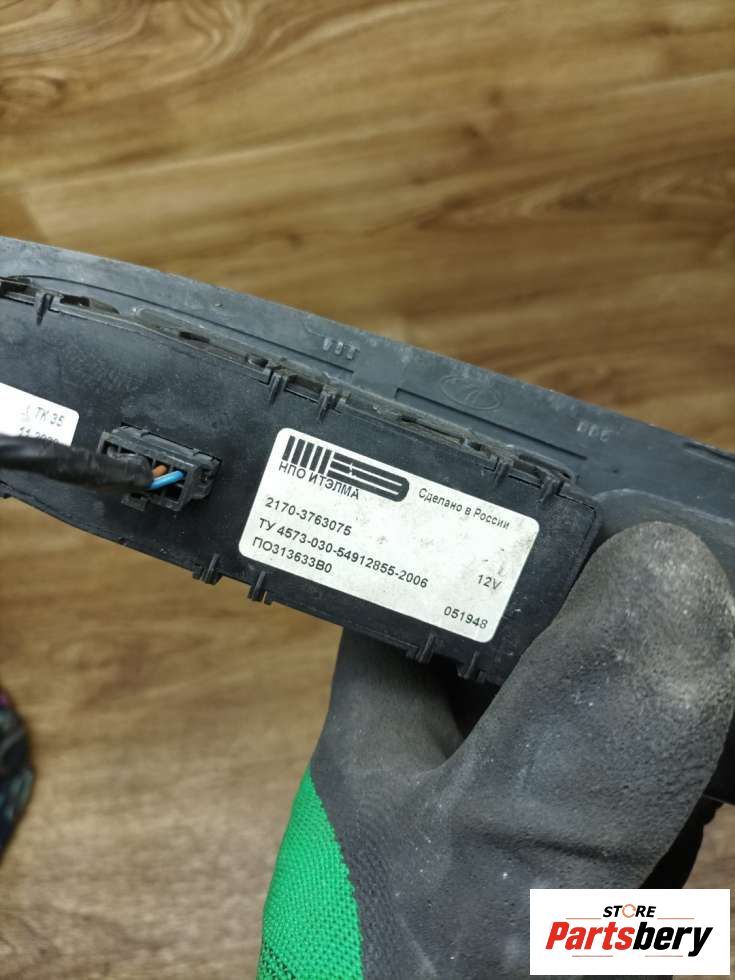 TK 35
НПО ИТЭЛМА
Сделано в России
2170-3763075
ТУ 4573-030-54912855-2006
ПО313633В0
12V
051948
STORE
Partsbery